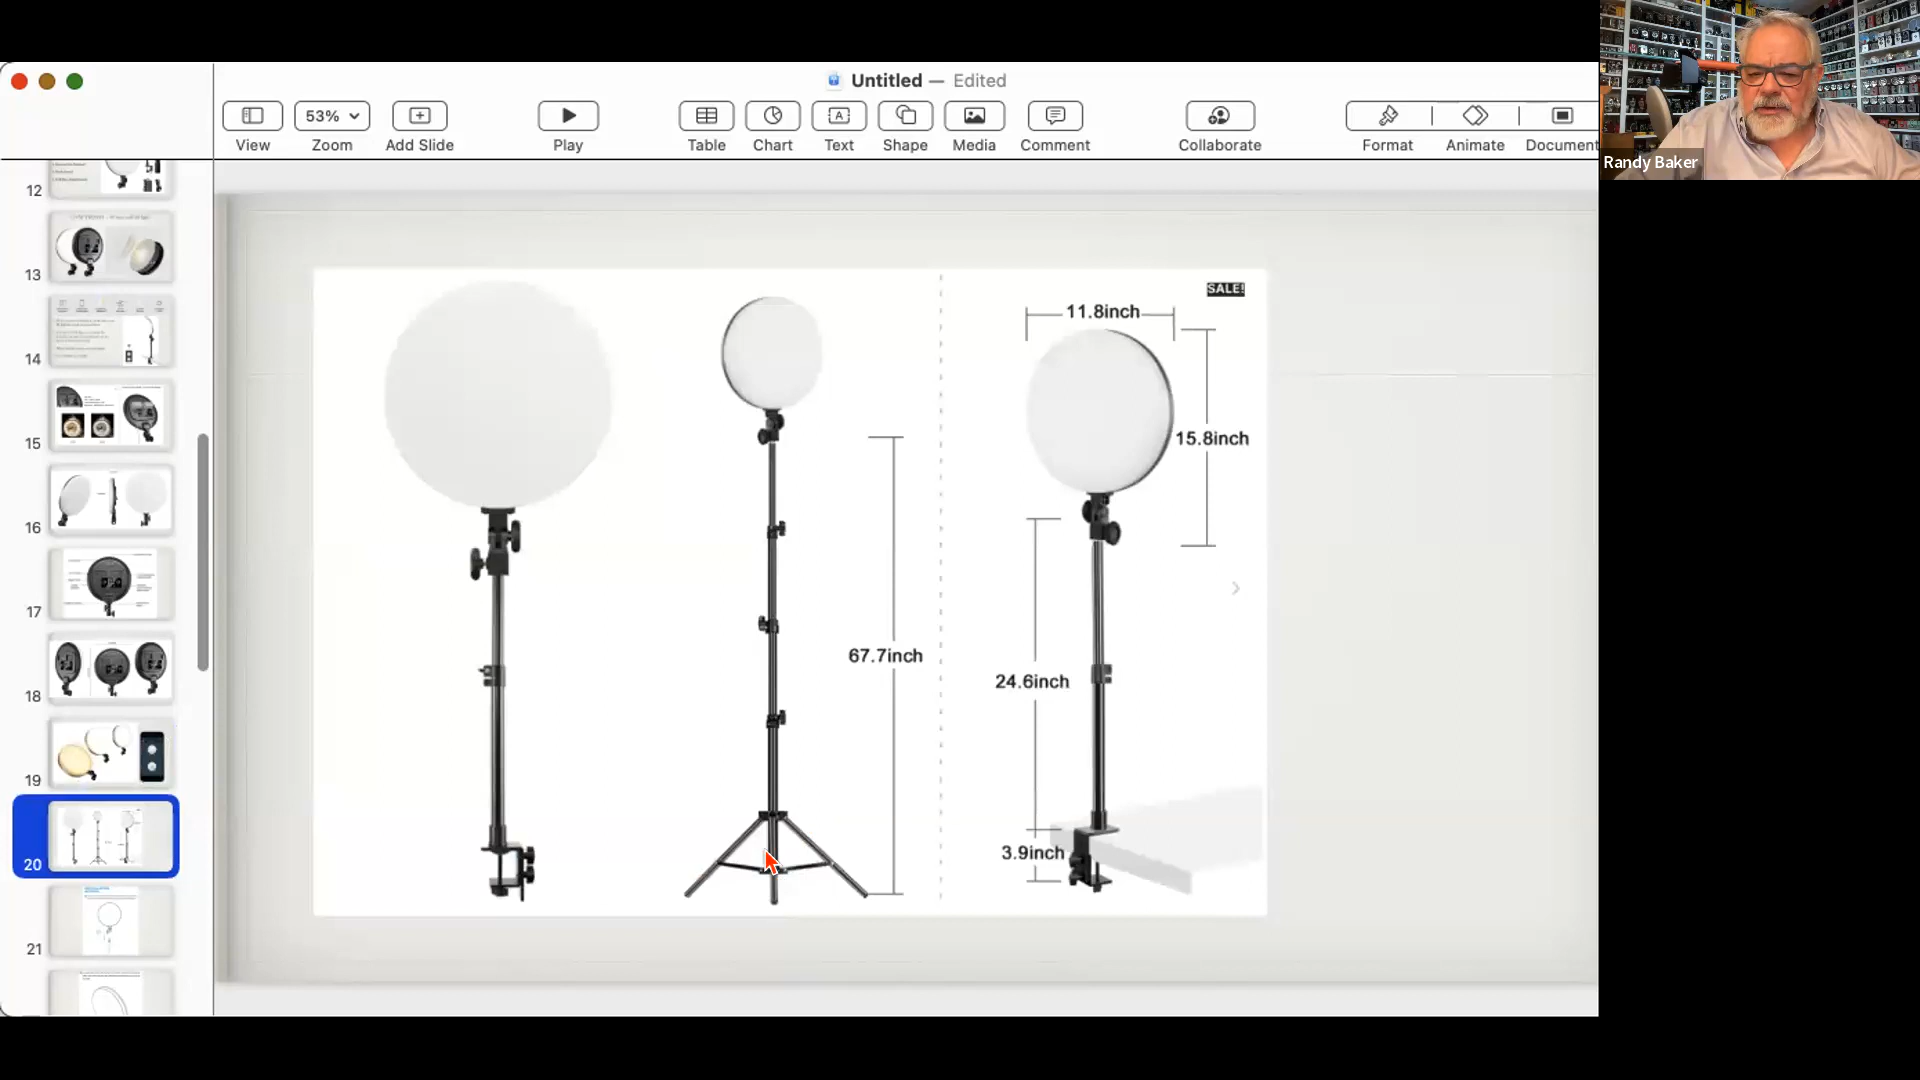 Untitled — Edited
53%
View
Zoom
Add Slide
Play
Table
Chart
Text
Shape
Media
Comment
Collaborate
Format
Animate
Document
Randy Baker
12
13
14
15
16
17
18
19
20
21
SALE!
11.8inch
15.8inch
67.7inch
24.6inch
3.9inch